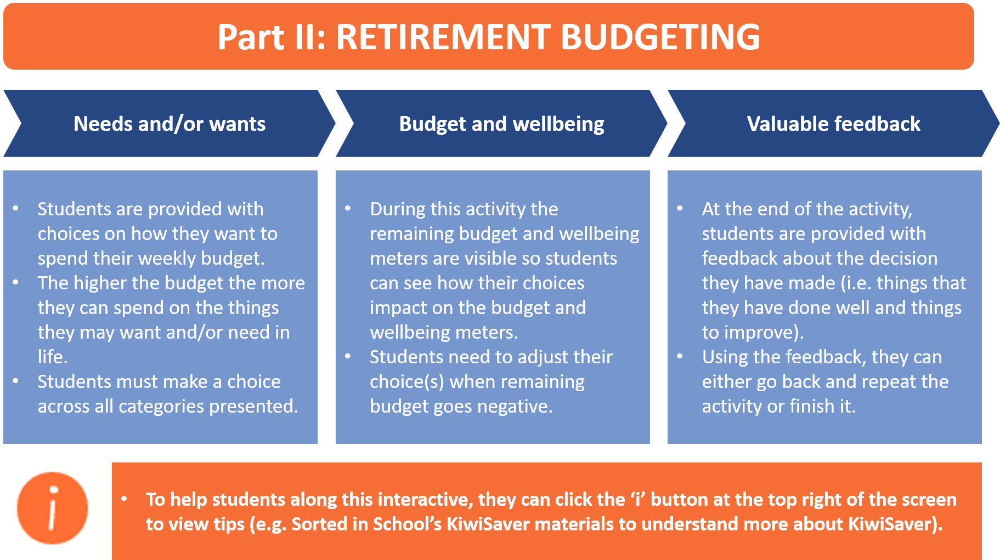 Part II: RETIREMENT BUDGETING
Needs and/or wants
• Students are provided with
choices on how they want to
spend their weekly budget.
• The higher the budget the more
they can spend on the things
they may want and/or need in
life.
• Students must make a choice
across all categories presented.
Budget and wellbeing
• During this activity the
remaining budget and wellbeing
meters are visible so students
can see how their choices
impact on the budget and
wellbeing meters.
• Students need to adjust their
choice(s) when remaining
budget goes negative.
Valuable feedback
• At the end of the activity,
students are provided with
feedback about the decision
they have made (i.e. things that
they have done well and things
to improve).
• Using the feedback, they can
either go back and repeat the
activity or finish it.
i
• To help students along this interactive, they can click the ‘i’ button at the top right of the screen
to view tips (e.g. Sorted in School’s KiwiSaver materials to understand more about KiwiSaver).